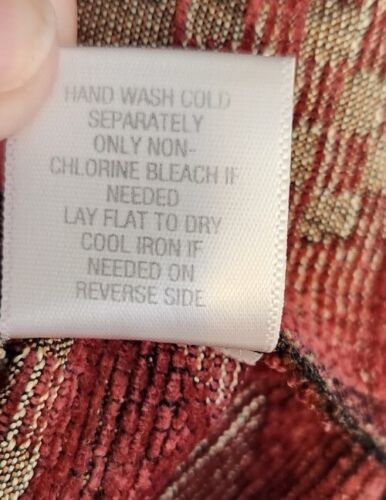 HAND WASH COLD
SEPARATELY
ONLY NON-
CHLORINE BLEACH IF
NEEDED
LAY FLAT TO DRY
COOL IRON IF
NEEDED ON
REVERSE SIDE